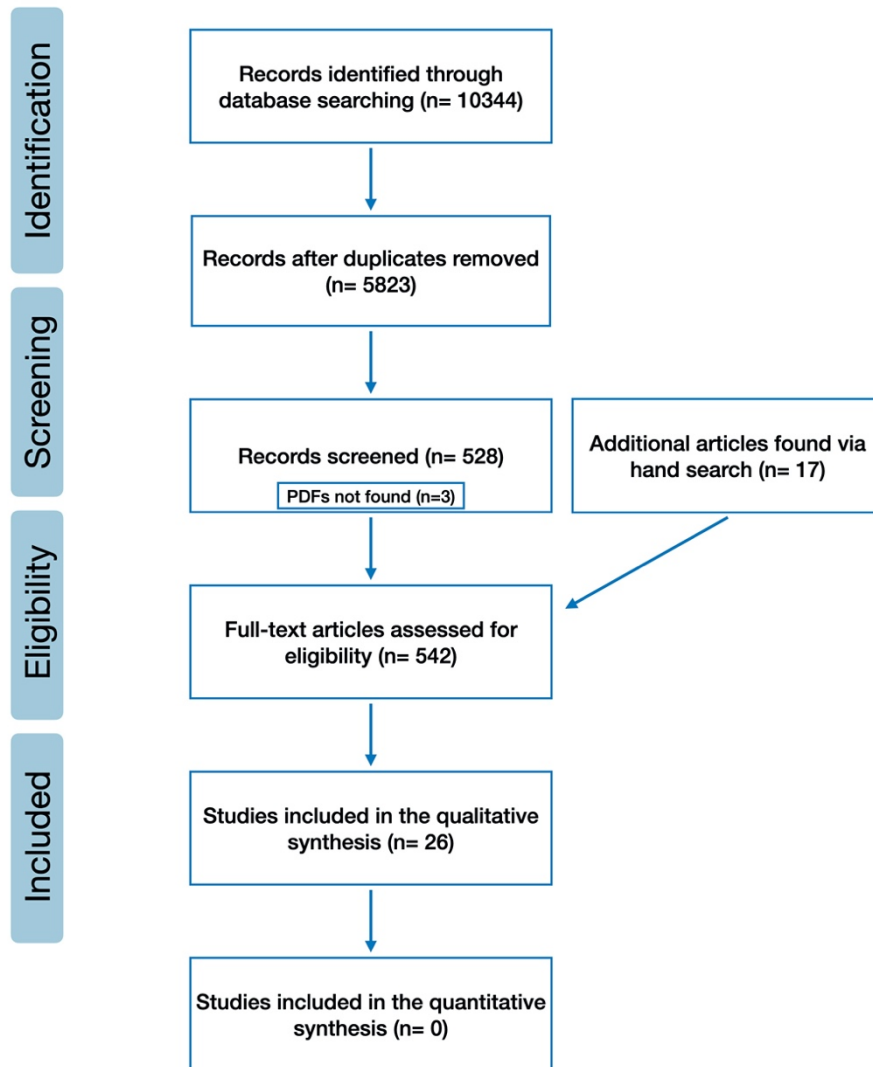 Identification
Records identified through
database searching (n= 10344)
Records after duplicates removed
(n= 5823)
Screening
Records screened (n= 528)
PDFs not found (n=3)
Additional articles found via
hand search (n= 17)
Eligibility
Full-text articles assessed for
eligibility (n= 542)
Included
Studies included in the qualitative
synthesis (n= 26)
Studies included in the quantitative
synthesis (n= 0)